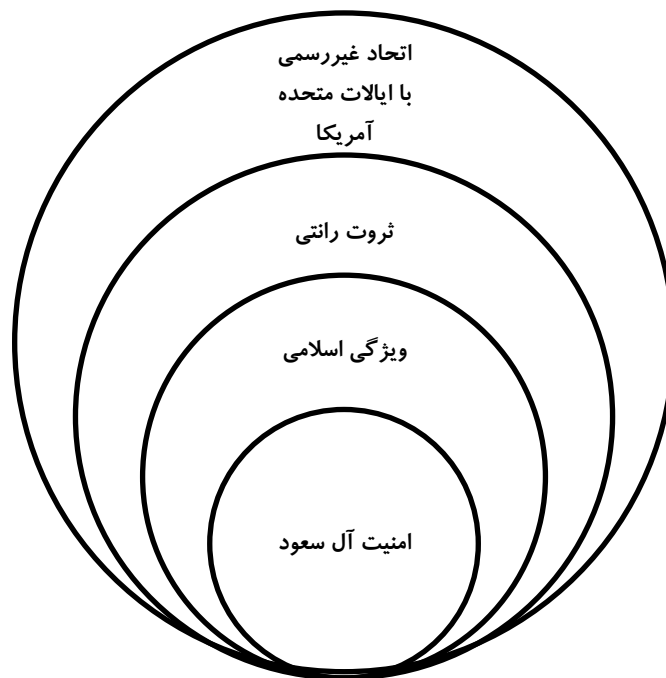 اتحاد غیررسمی
با ایالات متحده
آمریکا
ثروت رانتی
ویژگی اسلامی
امنیت آل سعود